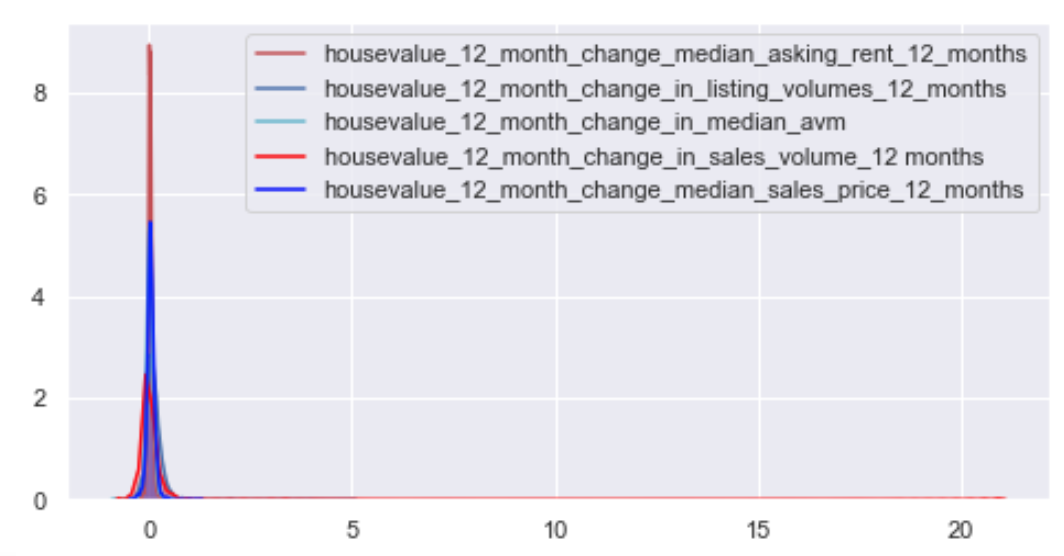 housevalue_12_month_change_median_asking_rent_12_months
housevalue_12_month_change_in_listing_volumes_12_months
housevalue_12_month_change_in_median_avm
housevalue_12_month_change_in_sales_volume_12 months
housevalue_12_month_change_median_sales_price_12_months
8
6
4
2
0
0 5 10 15 20